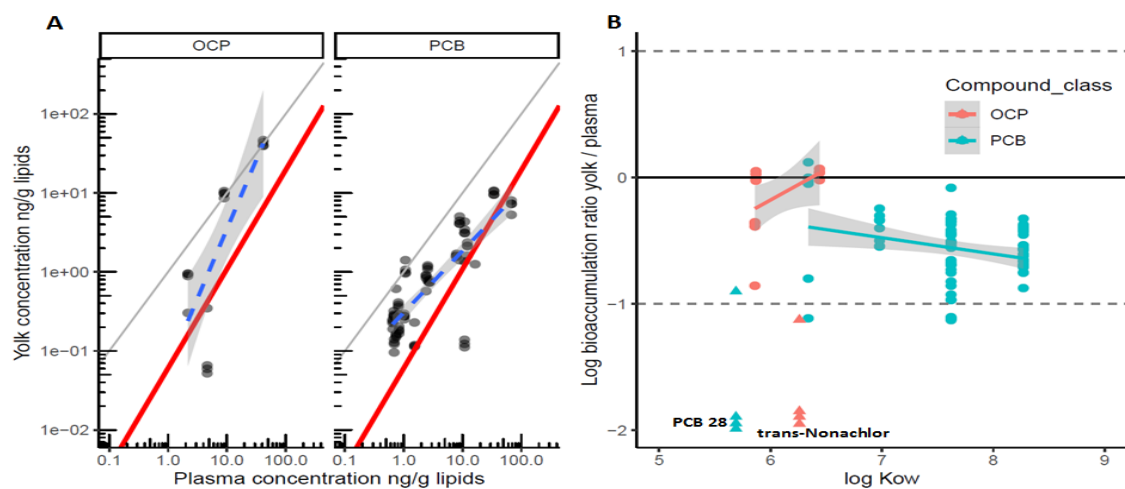 A
OCP
PCB
Yolk concentration ng/g lipids
1e+02
1e+01
1e+00
1e-01
1e-02
0.1
1.0
10.0
100.0
0.1
1.0
10.0
100.0
Plasma concentration ng/g lipids
B
Log bioaccumulation ratio yolk / plasma
1
0
-1
-2
Compound_class
OCP
PCB
PCB 28
trans-Nonachlor
5
6
7
8
9
log Kow